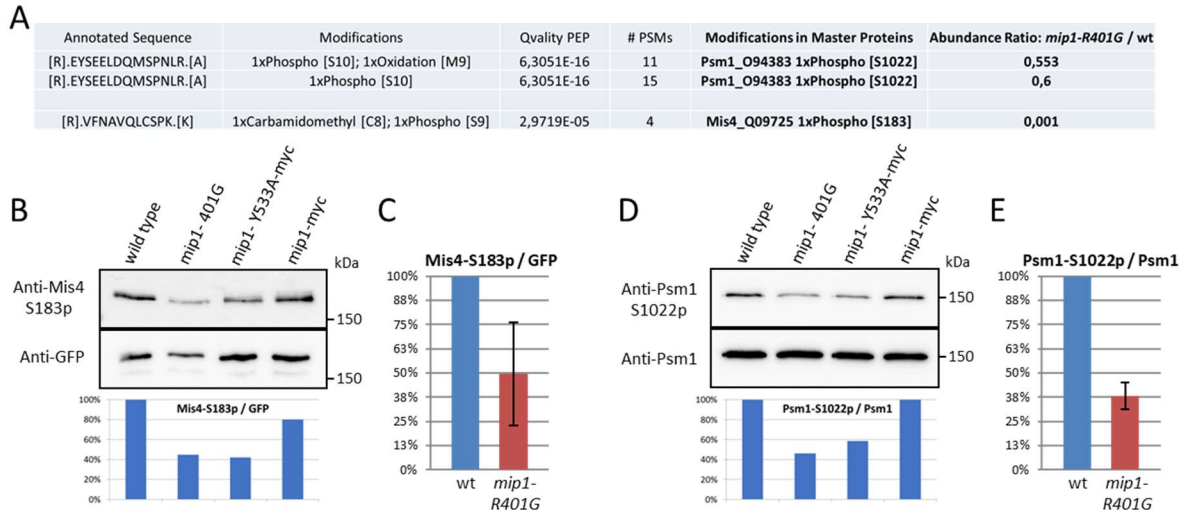 A
Annotated Sequence Modifications Qvality PEP # PSMs Modifications in Master Proteins Abundance Ratio: mip1-R401G / wt
[R].EYSEELDQMSPNLR.[A] 1xPhospho [S10]; 1xOxidation [M9] 6,3051E-16 11 Psm1_O94383 1xPhospho [S1022] 0,553
[R].EYSEELDQMSPNLR.[A] 1xPhospho [S10] 6,3051E-16 15 Psm1_O94383 1xPhospho [S1022] 0,6
[R].VFNAVQLCSPK.[K] 1xCarbamidomethyl [C8]; 1xPhospho [S9] 2,9719E-05 4 Mis4_Q09725 1xPhospho [S183] 0,001
B
wild type
mip1- 401G
mip1- Y533A-myc
mip1-myc
kDa
Anti-Mis4
S183p
150
Anti-GFP
150
Mis4-S183p / GFP
100%
80%
60%
40%
20%
0%
C
Mis4-S183p / GFP
100%
88%
75%
63%
50%
38%
25%
13%
0%
wt mip1-
R401G
D
wild type
mip1- 401G
mip1- Y533A-myc
mip1-myc
kDa
Anti-Psm1
S1022p
150
Anti-Psm1
150
Psm1-S1022p / Psm1
100%
80%
60%
40%
20%
0%
E
Psm1-S1022p / Psm1
100%
88%
75%
63%
50%
38%
25%
13%
0%
wt mip1-
R401G